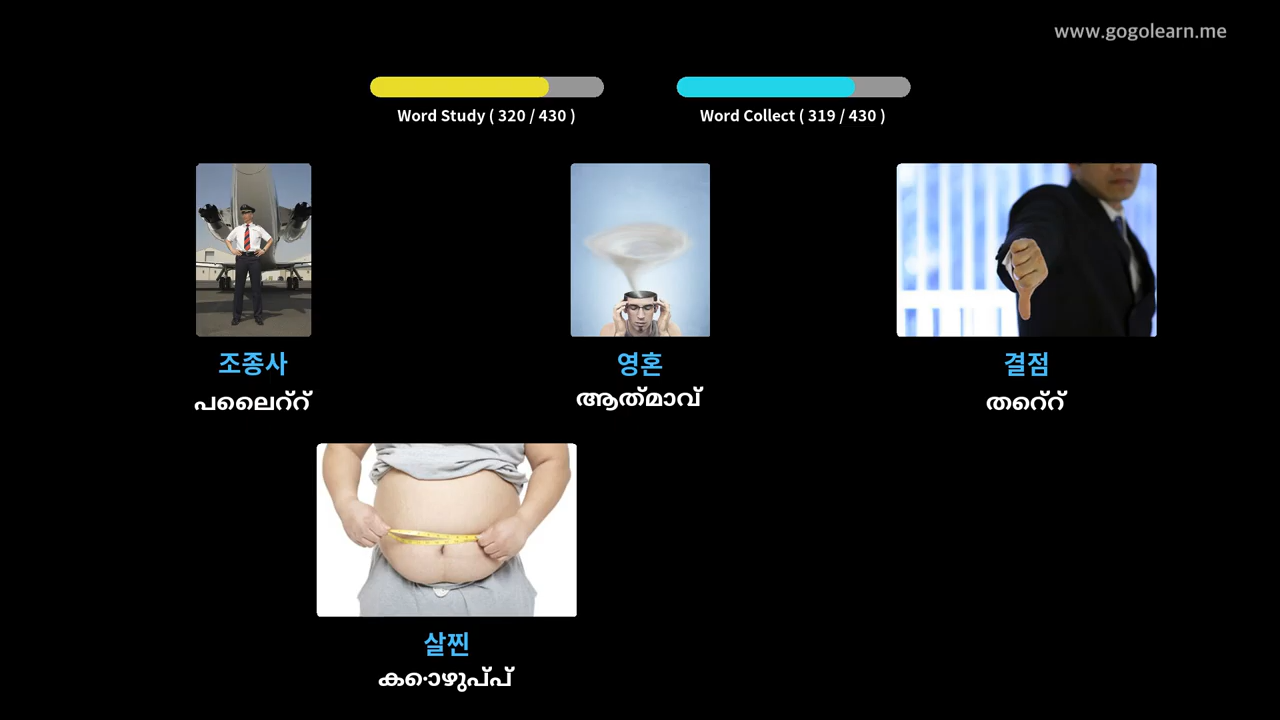 www.gogolearn.me
Word Study ( 320 / 430 )
Word Collect ( 319 / 430 )
조종사
പൈലറ്റ്
영혼
ആത്മാവ്
결점
തെറ്റ്
살찐
കൊഴുപ്പ്